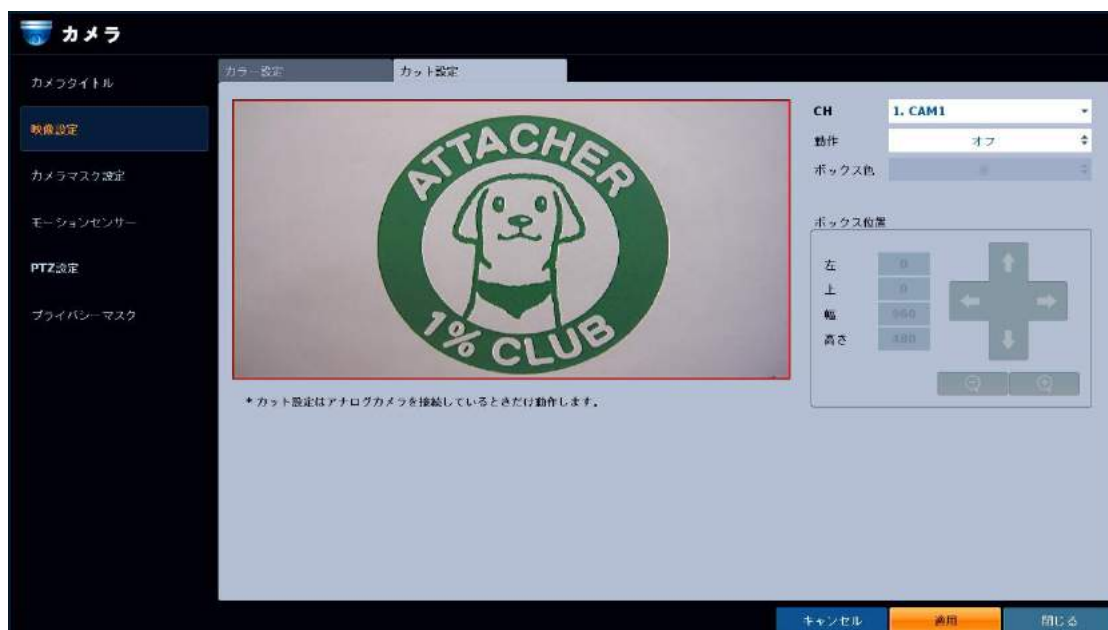 カメラ
カメラタイトル
映像設定
カメラマスク設定
モーションセンサー
PTZ設定
プライバシーマスク
カラー設定
カット設定
ATTACHER
1% CLUB
* カット設定はアナログカメラを接続しているときだけ動作します。
CH 1. CAM1
動作 オフ
ボックス色
ボックス位置
左 0
上 0
幅 960
高さ 480
キャンセル 適用 閉じる